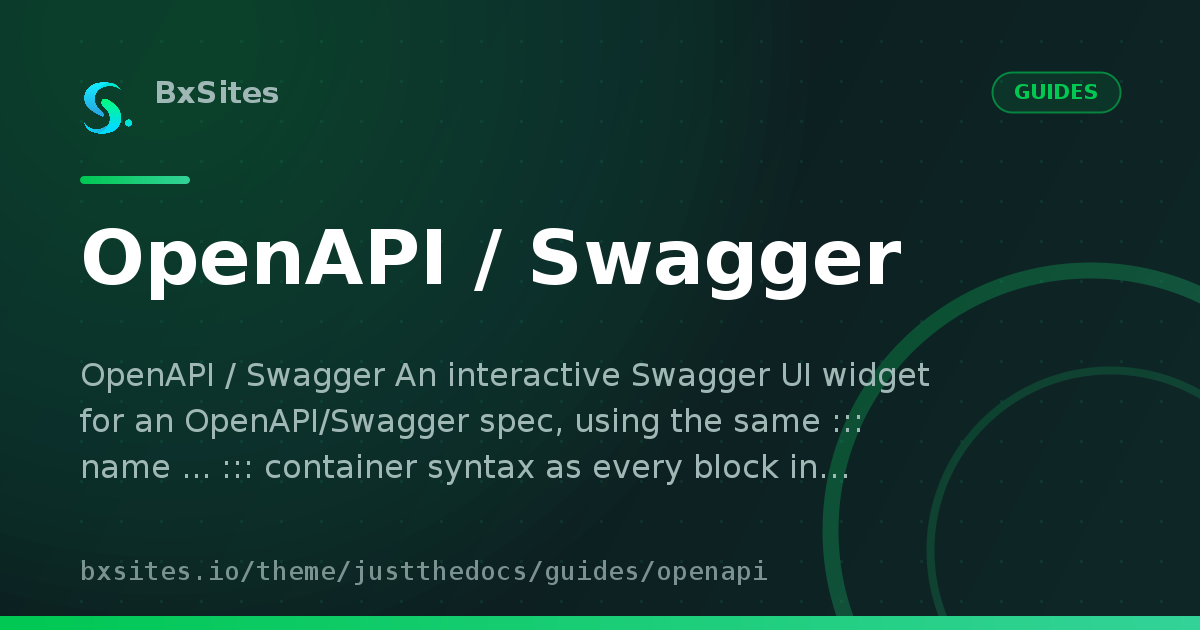 BxSites
GUIDES
OpenAPI / Swagger
OpenAPI / Swagger An interactive Swagger UI widget
for an OpenAPI/Swagger spec, using the same :::
name ... ::: container syntax as every block in...
bxsites.io/theme/justthedocs/guides/openapi